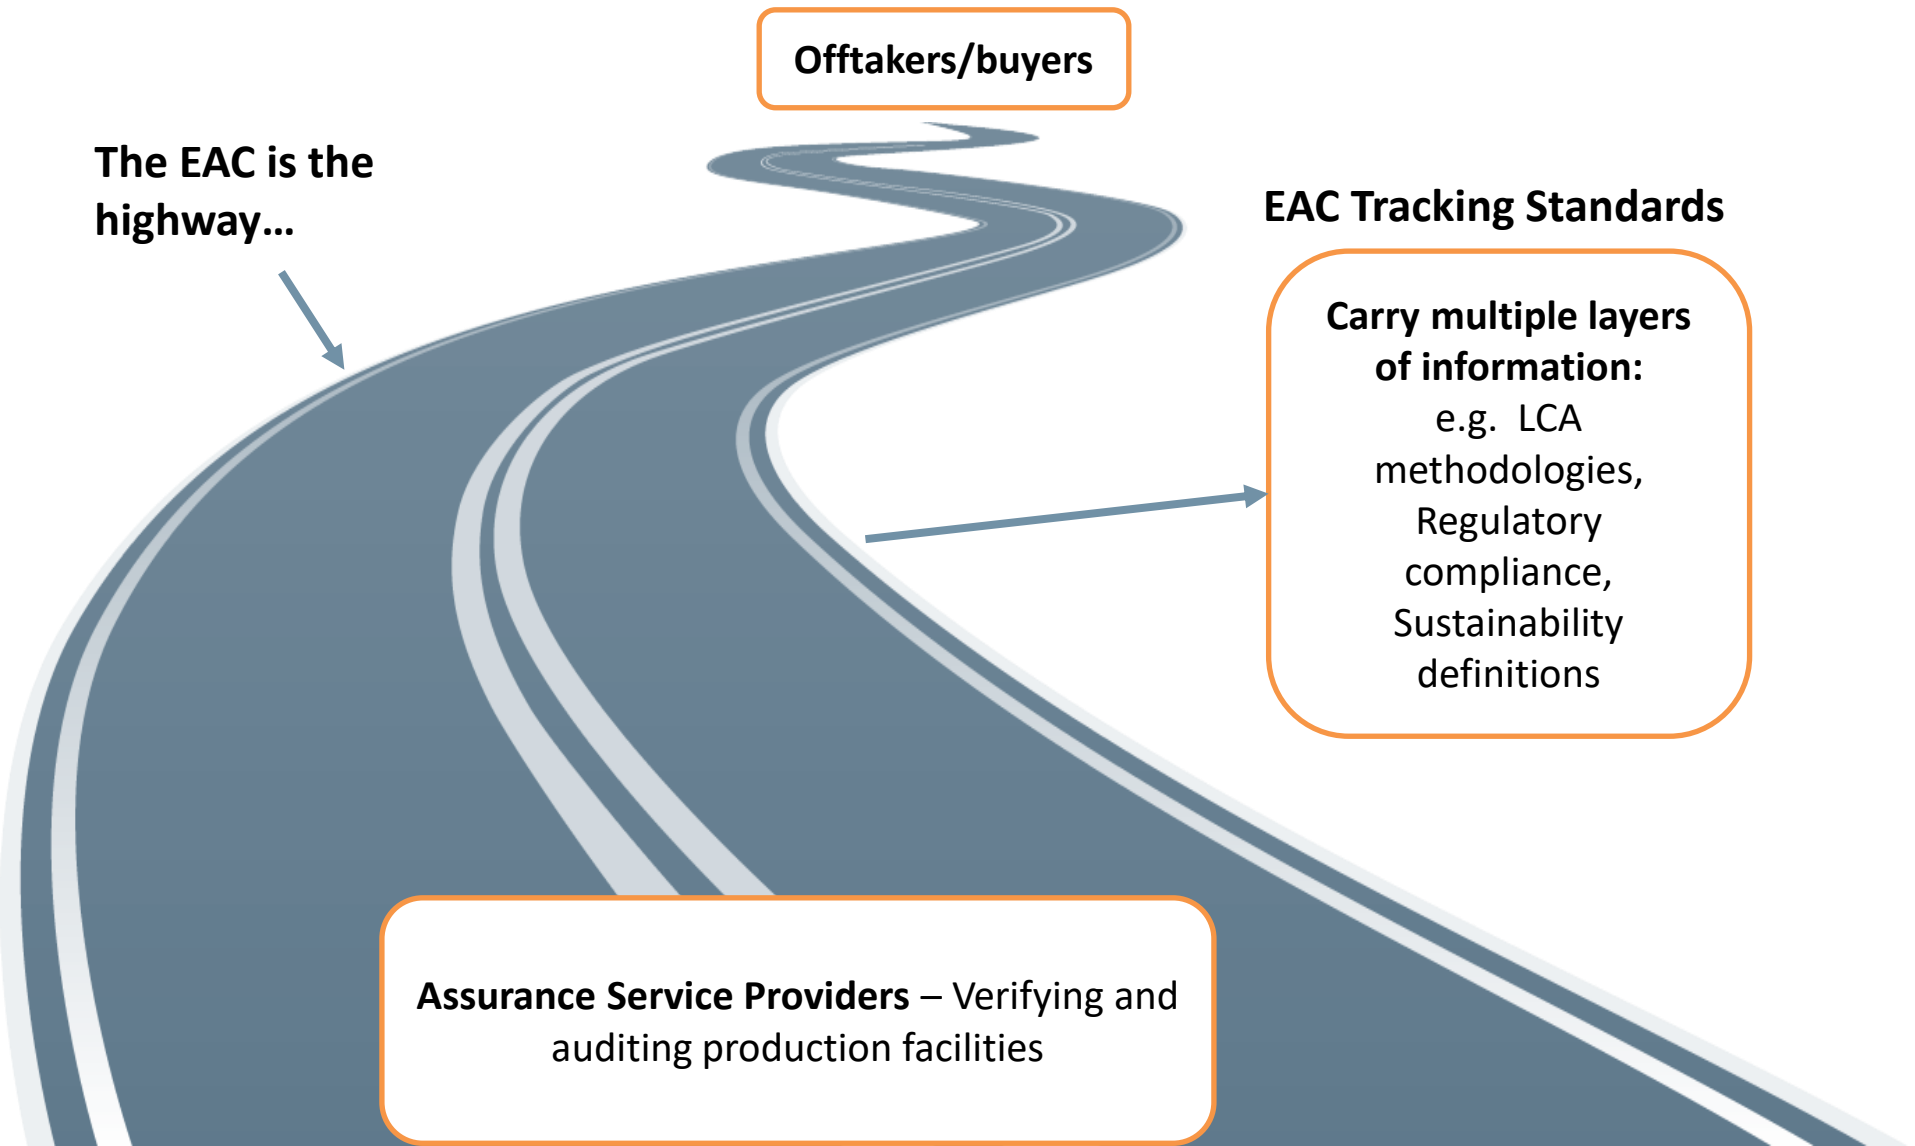 Offtakers/buyers
The EAC is the
highway…
EAC Tracking Standards
Carry multiple layers
of information:
e.g.  LCA
methodologies,
Regulatory
compliance,
Sustainability
definitions
Assurance Service Providers – Verifying and
auditing production facilities